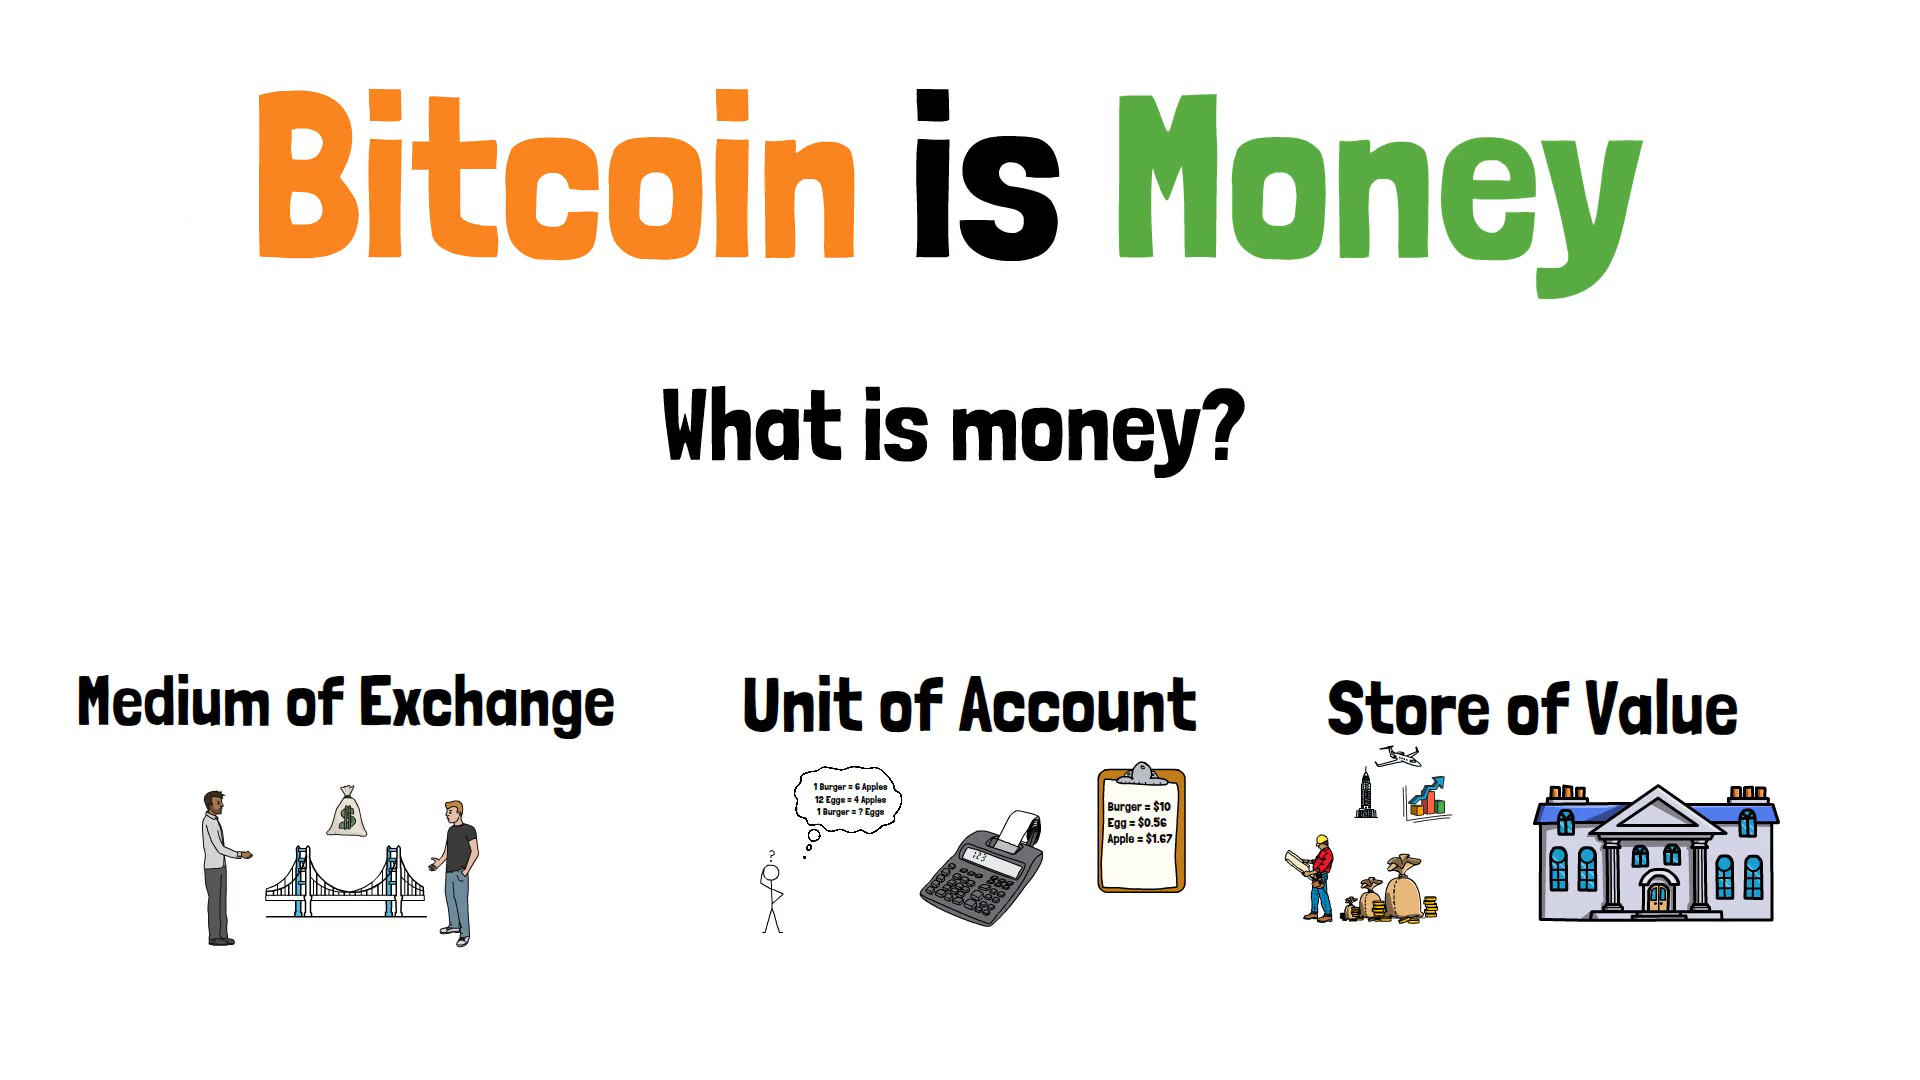 Bitcoin is Money
What is money?
Medium of Exchange
Unit of Account
Store of Value
1 Burger = 6 Apples
12 Eggs = 4 Apples
1 Burger = ? Eggs
?
123
Burger = $10
Egg = $0.56
Apple = $1.67
$